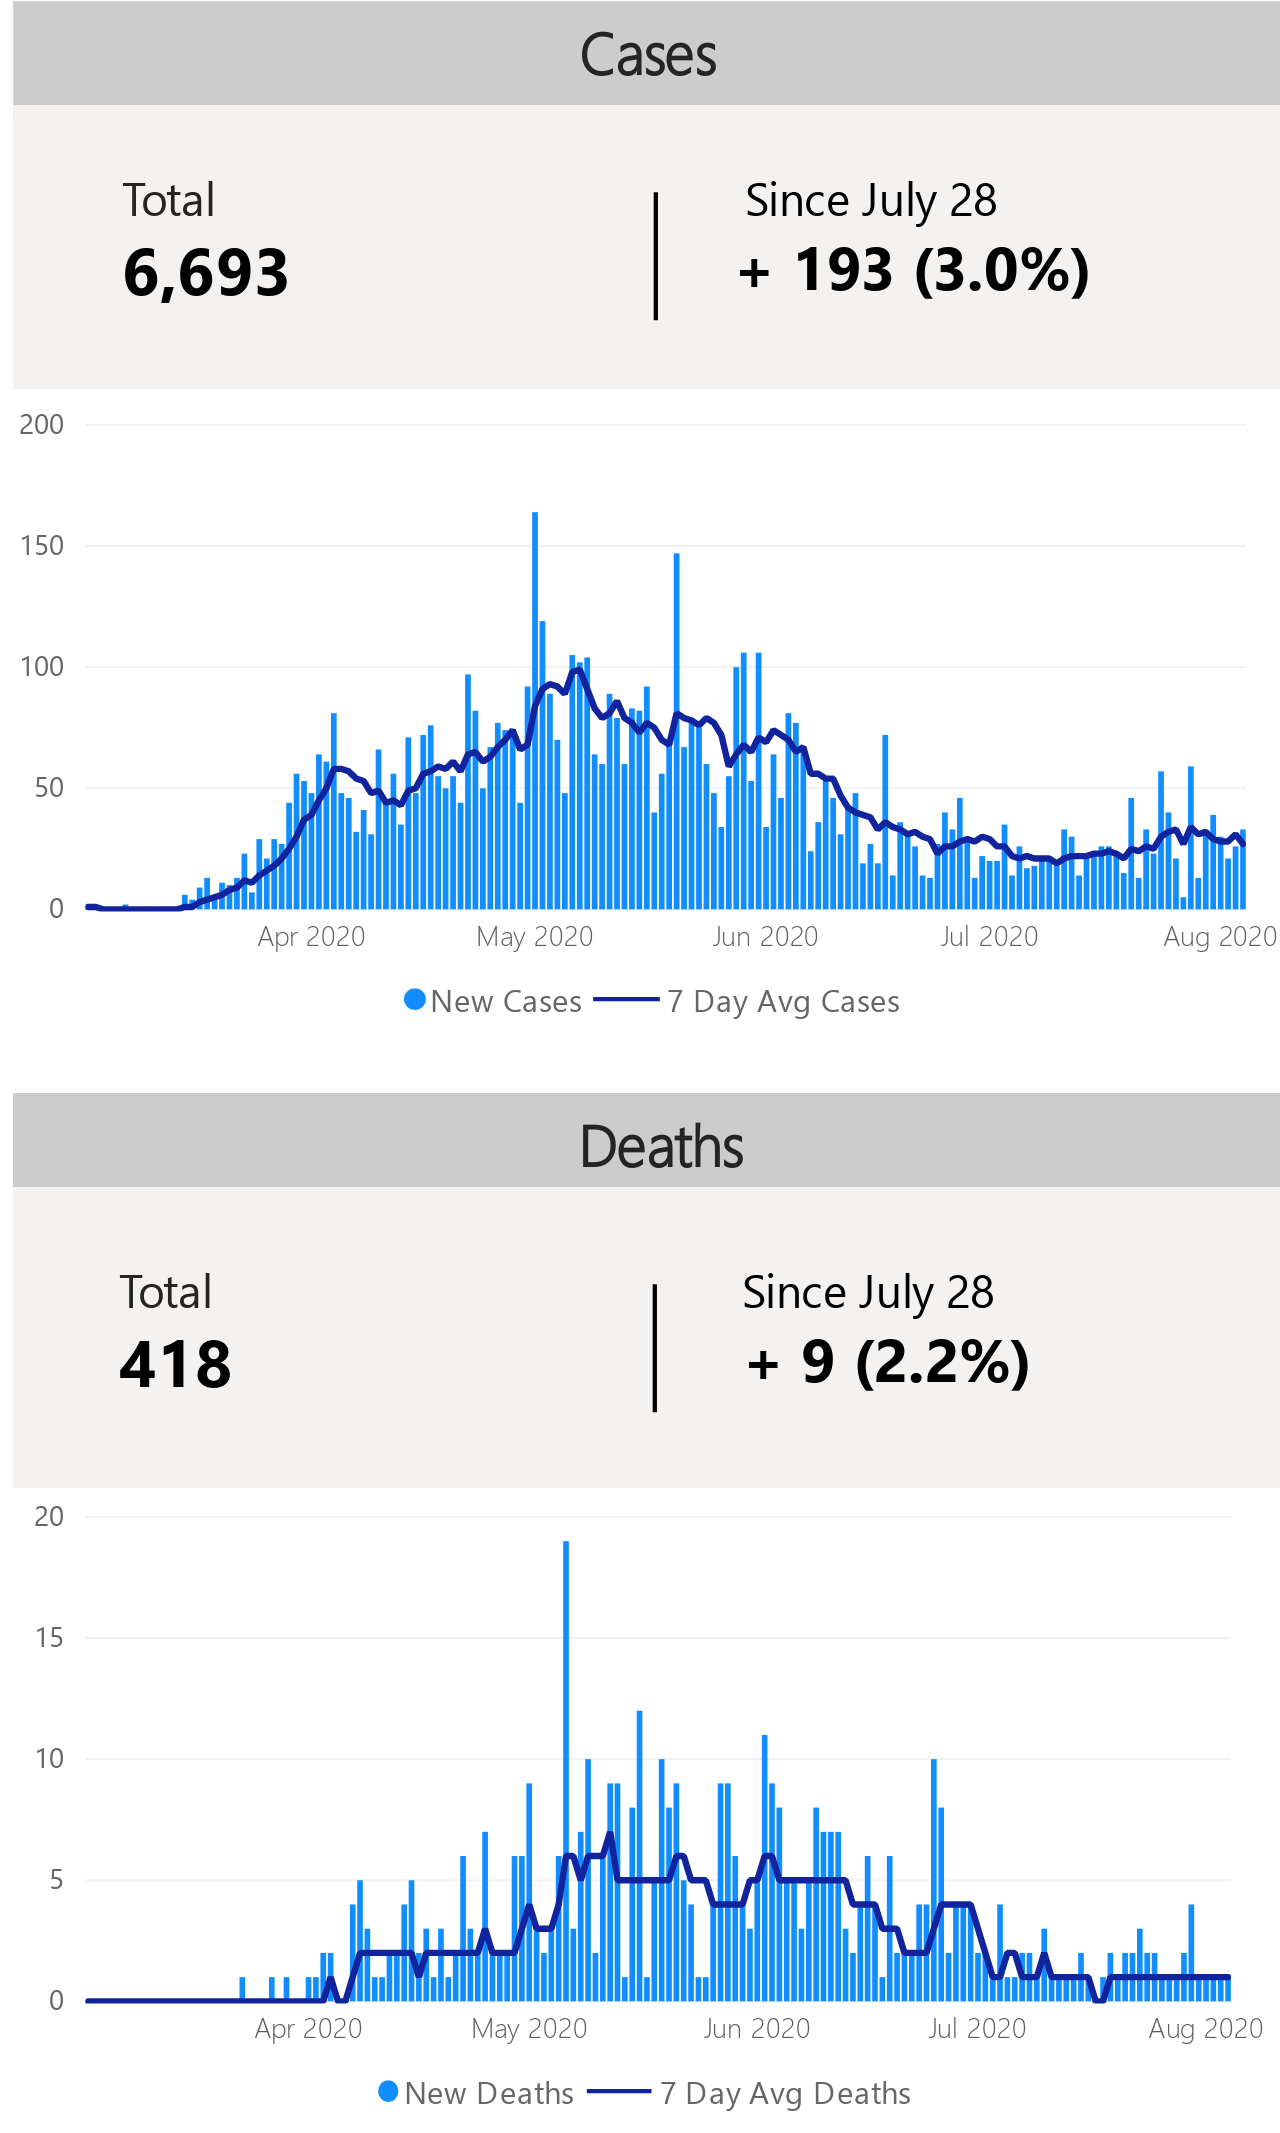 Cases
Total
Since July 28
6,693
+ 193 (3.0%)
200
150
100
50
0
Apr 2020
May 2020
Jun 2020
Jul 2020
Aug 2020
New Cases
7 Day Avg Cases
Deaths
Total
Since July 28
418
+ 9 (2.2%)
20
15
10
5
0
Apr 2020
May 2020
Jun 2020
Jul 2020
Aug 2020
New Deaths
7 Day Avg Deaths